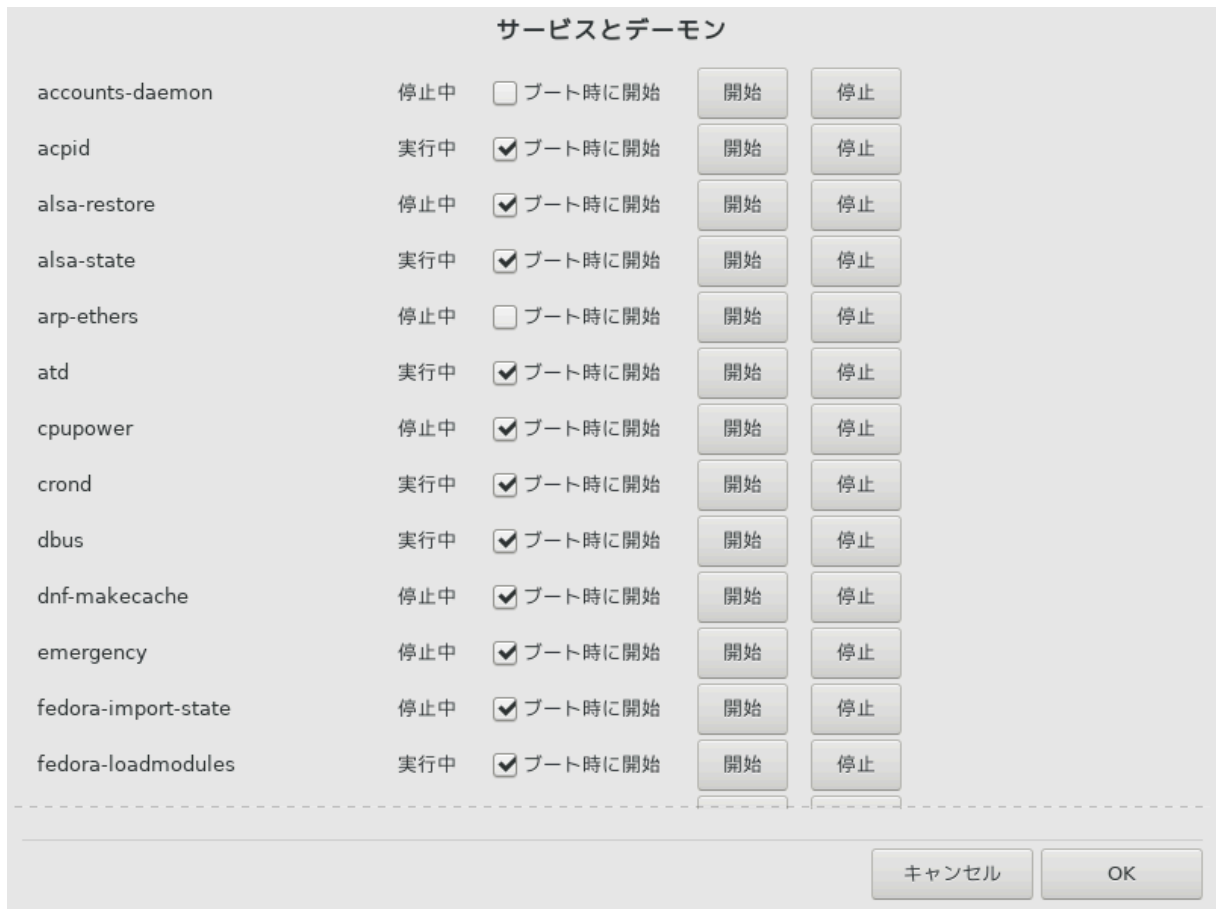 サービスとデーモン
accounts-daemon 停止中 ブート時に開始 開始 停止
acpid 実行中 ブート時に開始 開始 停止
alsa-restore 停止中 ブート時に開始 開始 停止
alsa-state 実行中 ブート時に開始 開始 停止
arp-ethers 停止中 ブート時に開始 開始 停止
atd 実行中 ブート時に開始 開始 停止
cpupower 停止中 ブート時に開始 開始 停止
crond 実行中 ブート時に開始 開始 停止
dbus 実行中 ブート時に開始 開始 停止
dnf-makecache 停止中 ブート時に開始 開始 停止
emergency 停止中 ブート時に開始 開始 停止
fedora-import-state 停止中 ブート時に開始 開始 停止
fedora-loadmodules 実行中 ブート時に開始 開始 停止
キャンセル OK